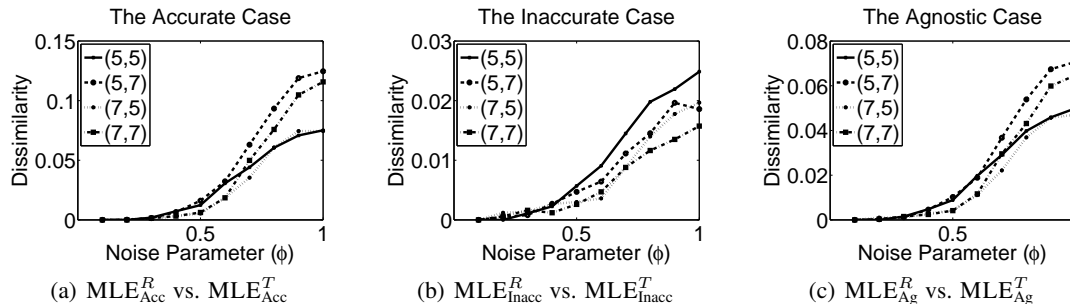 The Accurate Case
0.15
0.1
0.05
0
Dissimilarity
(5,5)
(5,7)
(7,5)
(7,7)
0.5
1
Noise Parameter (ϕ)
(a) MLE^R_Acc vs. MLE^T_Acc
The Inaccurate Case
0.03
0.02
0.01
0
Dissimilarity
(5,5)
(5,7)
(7,5)
(7,7)
0.5
1
Noise Parameter (ϕ)
(b) MLE^R_Inacc vs. MLE^T_Inacc
The Agnostic Case
0.08
0.06
0.04
0.02
0
Dissimilarity
(5,5)
(5,7)
(7,5)
(7,7)
0.5
Noise Parameter (ϕ)
(c) MLE^R_Ag vs. MLE^T_Ag